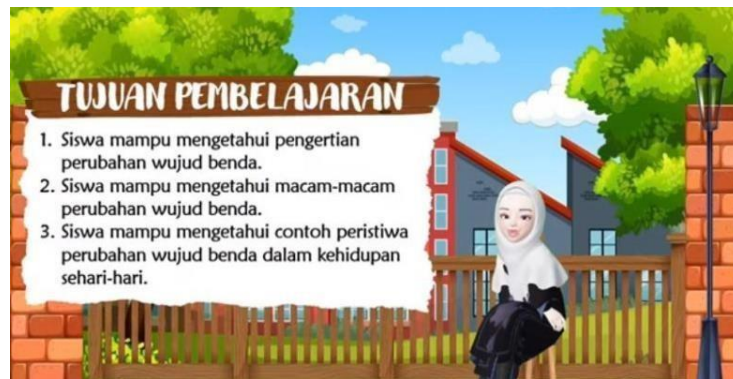 TUJUAN PEMBELAJARAN
1. Siswa mampu mengetahui pengertian
perubahan wujud benda.
2. Siswa mampu mengetahui macam-macam
perubahan wujud benda.
3. Siswa mampu mengetahui contoh peristiwa
perubahan wujud benda dalam kehidupan
sehari-hari.